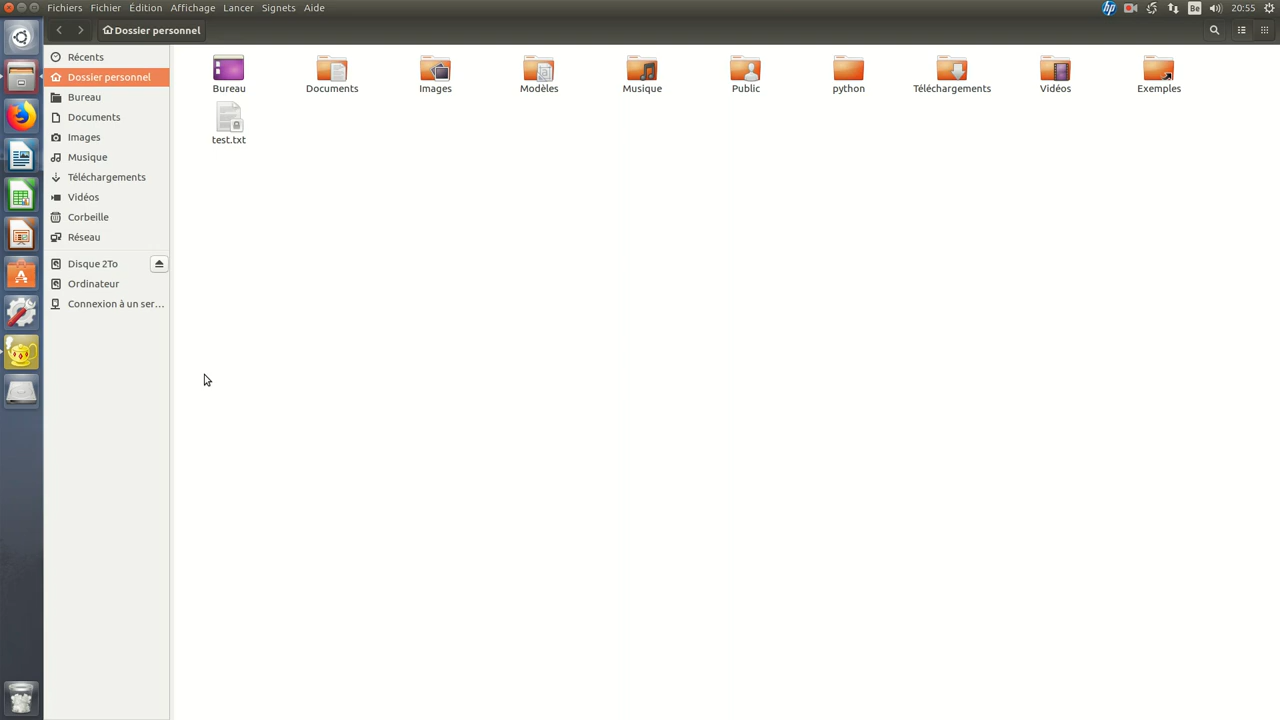 Fichiers Fichier Édition Affichage Lancer Signets Aide
Be 20:55
Dossier personnel
Récents
Dossier personnel
Bureau
Documents
Images
Musique
Téléchargements
Vidéos
Corbeille
Réseau
Disque 2To
Ordinateur
Connexion à un ser…
Bureau Documents Images Modèles Musique Public python Téléchargements Vidéos Exemples
test.txt